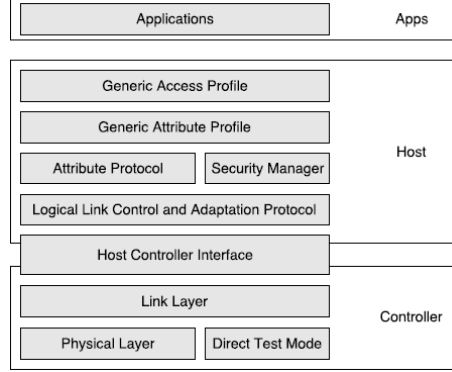 Applications
Apps
Generic Access Profile
Generic Attribute Profile
Host
Attribute Protocol
Security Manager
Logical Link Control and Adaptation Protocol
Host Controller Interface
Link Layer
Controller
Physical Layer
Direct Test Mode